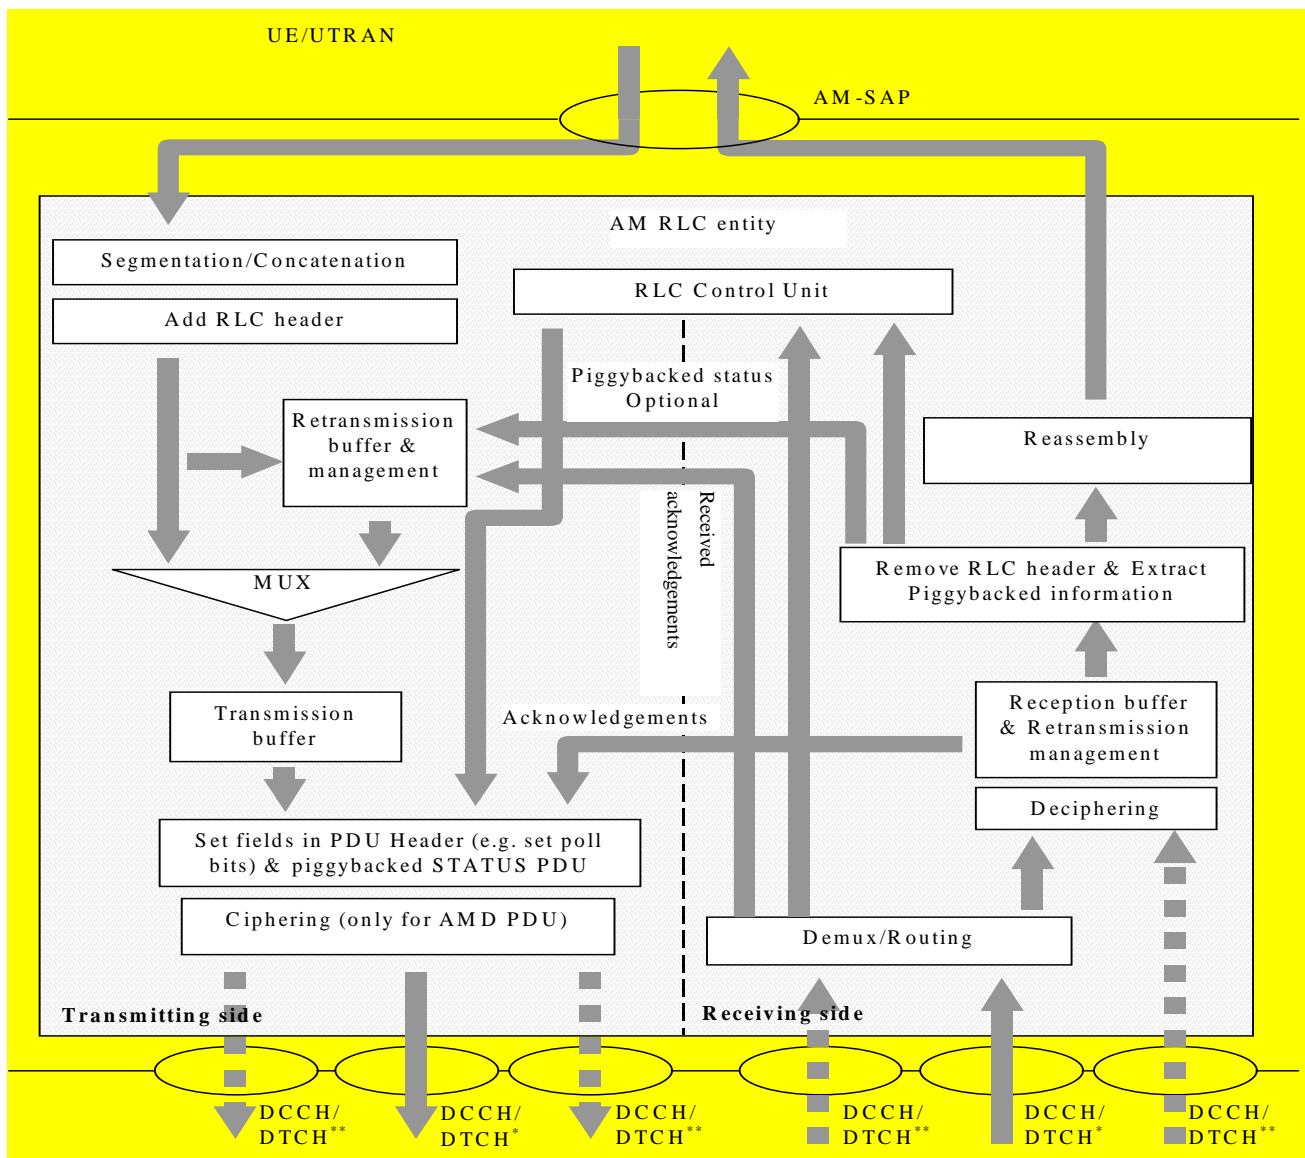 UE/UTRAN
AM-SAP
AM RLC entity
Segmentation/Concatenation
Add RLC header
RLC Control Unit
Piggybacked status
Optional
Retransmission
buffer &
management
Reassembly
Received
acknowledgements
MUX
Remove RLC header & Extract
Piggybacked information
Transmission
buffer
Acknowledgements
Reception buffer
& Retransmission
management
Deciphering
Set fields in PDU Header (e.g. set poll
bits) & piggybacked STATUS PDU
Ciphering (only for AMD PDU)
Demux/Routing
Transmitting side
Receiving side
DCCH/
DTCH**
DCCH/
DTCH*
DCCH/
DTCH**
DCCH/
DTCH**
DCCH/
DTCH*
DCCH/
DTCH**